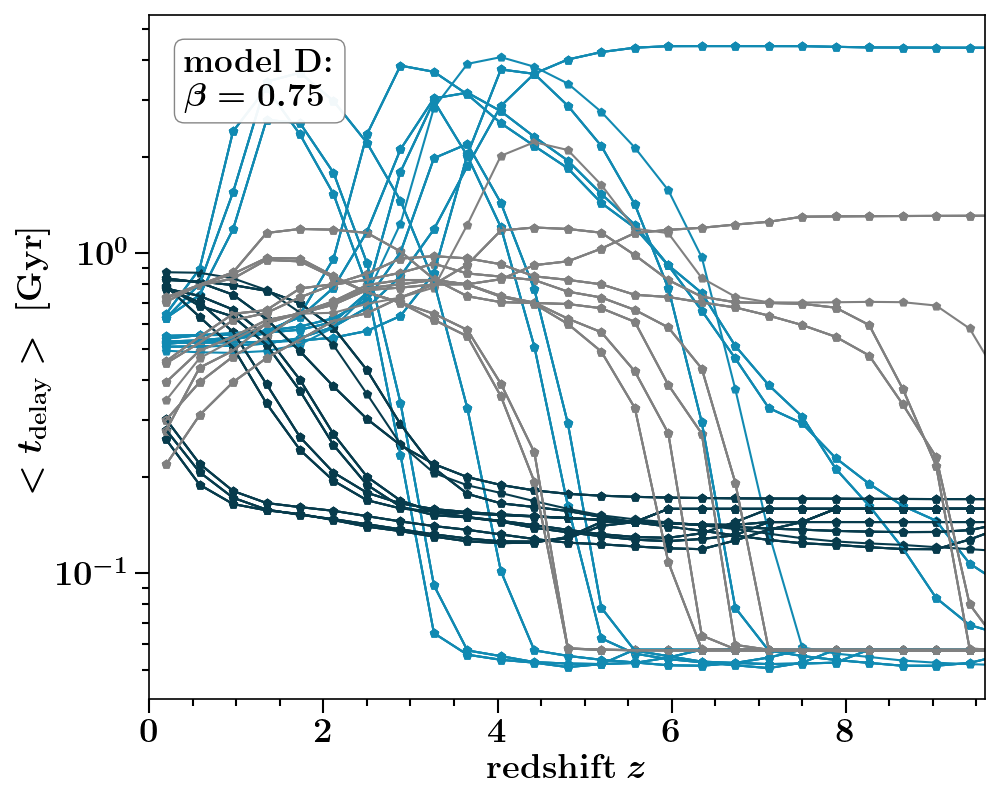 model D:
β = 0.75
< t_delay > [Gyr]
10^0
10^−1
0 2 4 6 8
redshift z